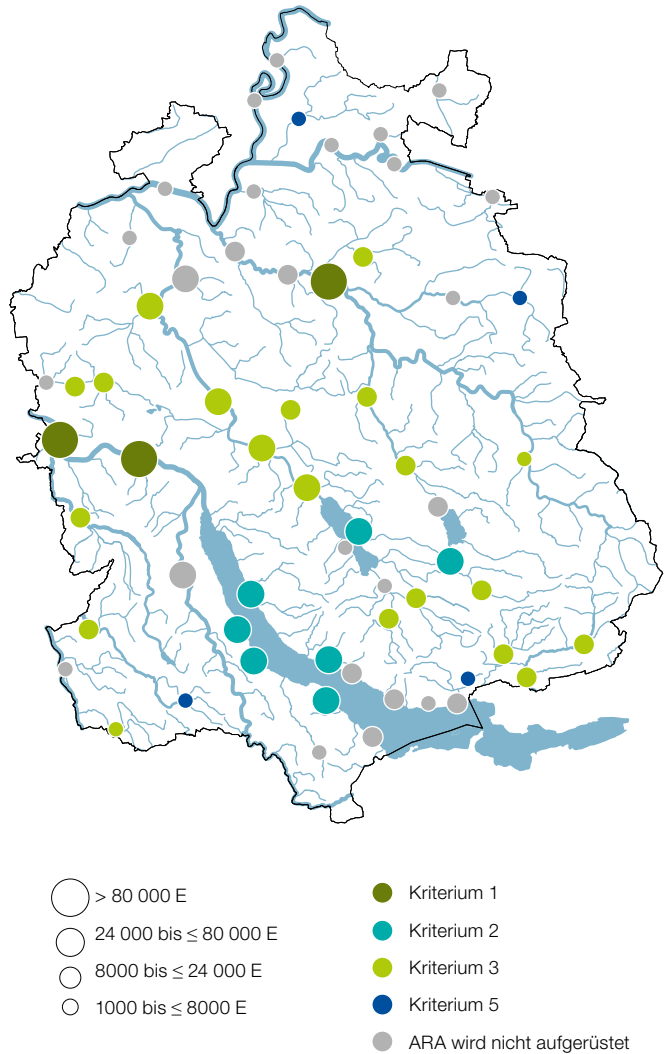 > 80 000 E
24 000 bis ≤ 80 000 E
8000 bis ≤ 24 000 E
1000 bis ≤ 8000 E
Kriterium 1
Kriterium 2
Kriterium 3
Kriterium 5
ARA wird nicht aufgerüstet